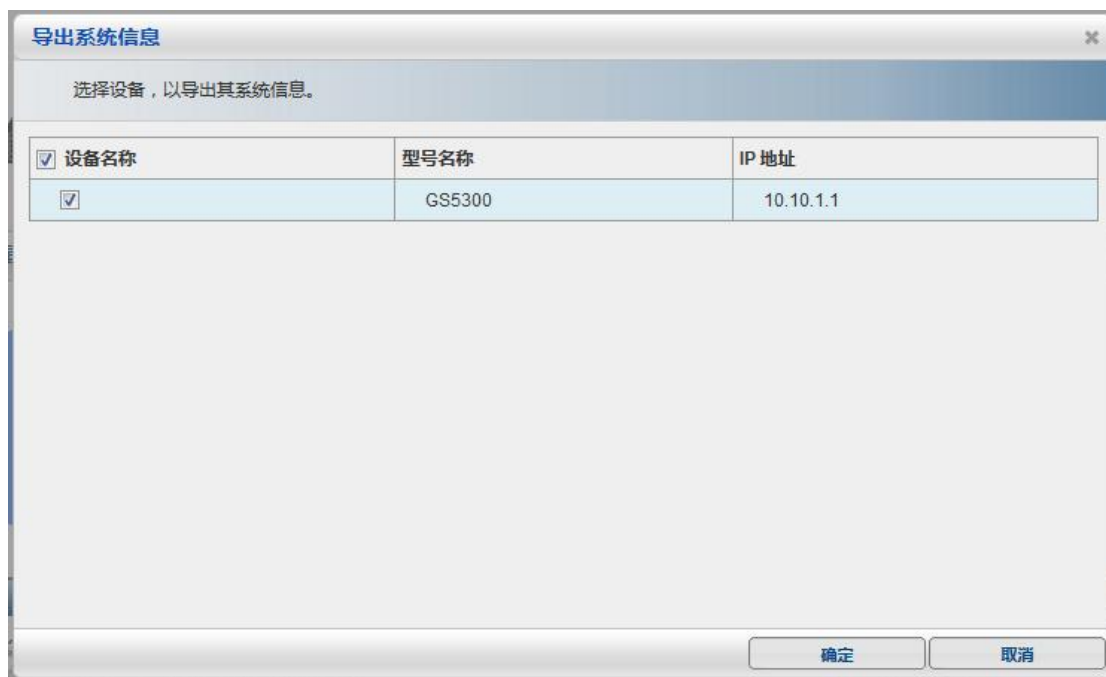 导出系统信息
选择设备，以导出其系统信息。
设备名称 型号名称 IP 地址
GS5300 10.10.1.1
确定 取消